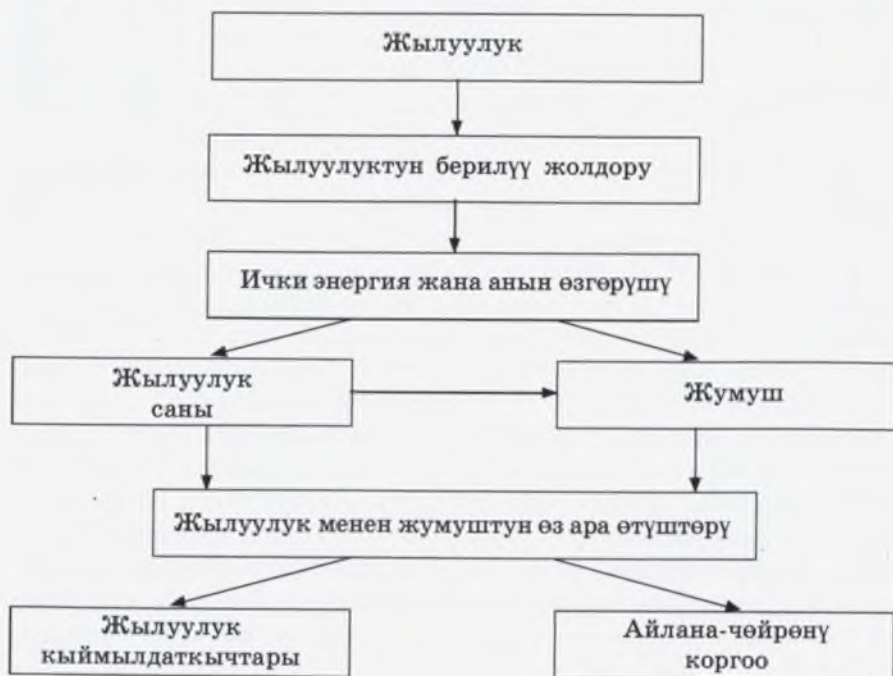 Жылуулук
Жылуулуктун берилүү жолдору
Ички энергия жана анын өзгөрүшү
Жылуулук
саны
Жумуш
Жылуулук менен жумуштун өз ара өтүштөрү
Жылуулук
кыймылдаткычтары
Айлана-чөйрөнү
коргоо